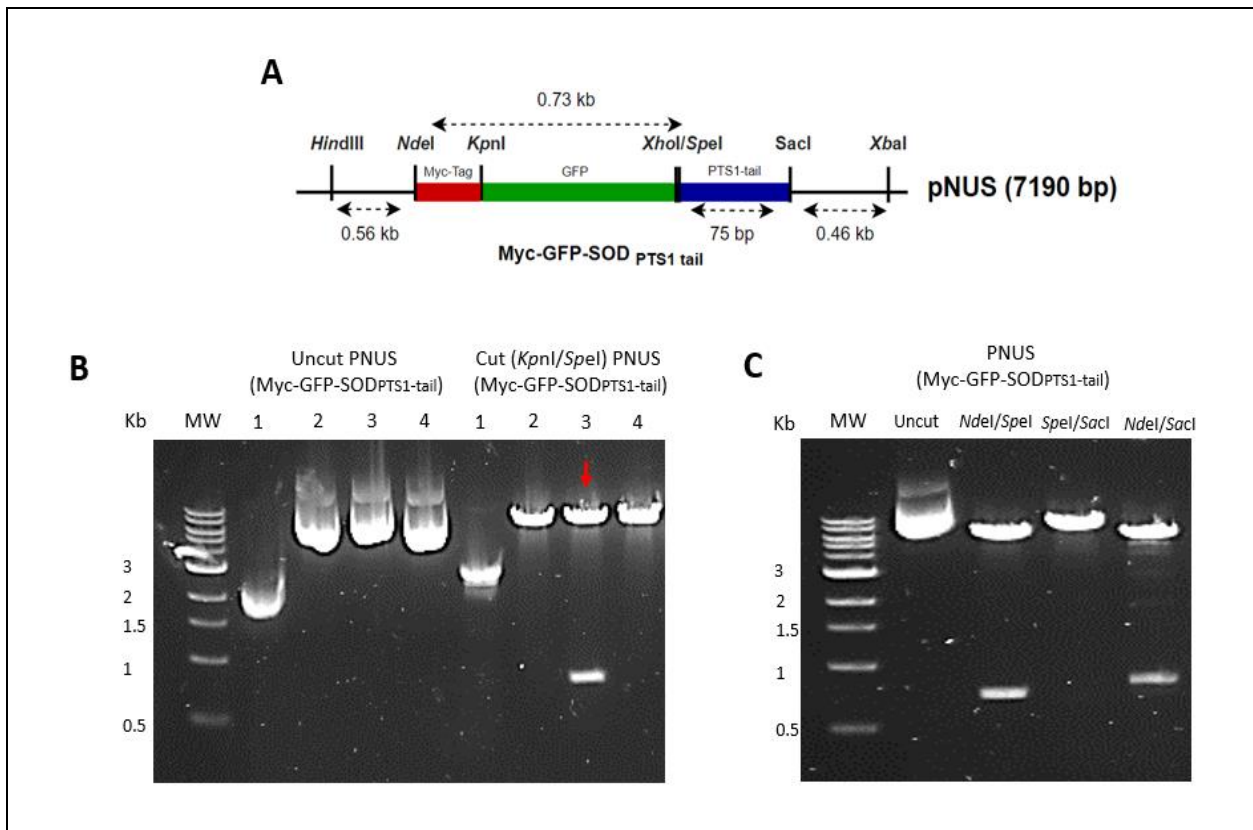 A
0.73 kb
HindIII NdeI KpnI XhoI/SpeI SacI XbaI
Myc-Tag GFP PTS1-tail
pNUS (7190 bp)
0.56 kb 75 bp 0.46 kb
Myc-GFP-SOD PTS1 tail
B
Uncut PNUS
(Myc-GFP-SODPTS1-tail)
Cut (KpnI/SpeI) PNUS
(Myc-GFP-SODPTS1-tail)
Kb MW 1 2 3 4 1 2 3 4
3
2
1.5
1
0.5
C
PNUS
(Myc-GFP-SODPTS1-tail)
Kb MW Uncut NdeI/SpeI SpeI/SacI NdeI/SacI
3
2
1.5
1
0.5